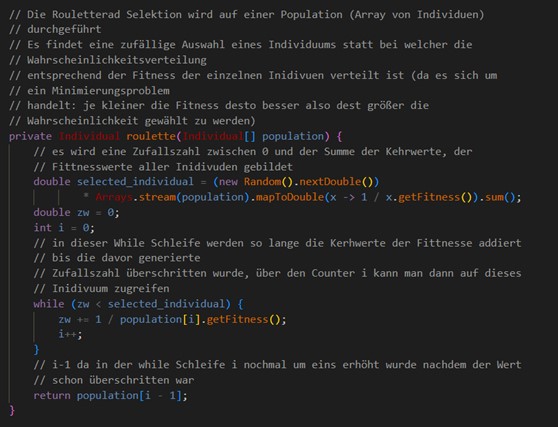 // Die Rouletterad Selektion wird auf einer Population (Array von Individuen)
// durchgeführt
// Es findet eine zufällige Auswahl eines Individuums statt bei welcher die
// Wahrscheinlichkeitsverteilung
// entsprechend der Fitness der einzelnen Inidivuen verteilt ist (da es sich um
// ein Minimierungsproblem
// handelt: je kleiner die Fitness desto besser also dest größer die
// Wahrscheinlichkeit gewählt zu werden)
private Individual roulette(Individual[] population) {
// es wird eine Zufallszahl zwischen 0 und der Summe der Kehrwerte, der
// Fittnesswerte aller Inidivuden gebildet
double selected_individual = (new Random().nextDouble())
* Arrays.stream(population).mapToDouble(x -> 1 / x.getFitness()).sum();
double zw = 0;
int i = 0;
// in dieser While Schleife werden so lange die Kerhwerte der Fittnesse addiert
// bis die davor generierte
// Zufallszahl überschritten wurde, über den Counter i kann man dann auf dieses
// Inidivuum zugreifen
while (zw < selected_individual) {
zw += 1 / population[i].getFitness();
i++;
}
// i-1 da in der while Schleife i nochmal um eins erhöht wurde nachdem der Wert
// schon überschritten war
return population[i - 1];
}